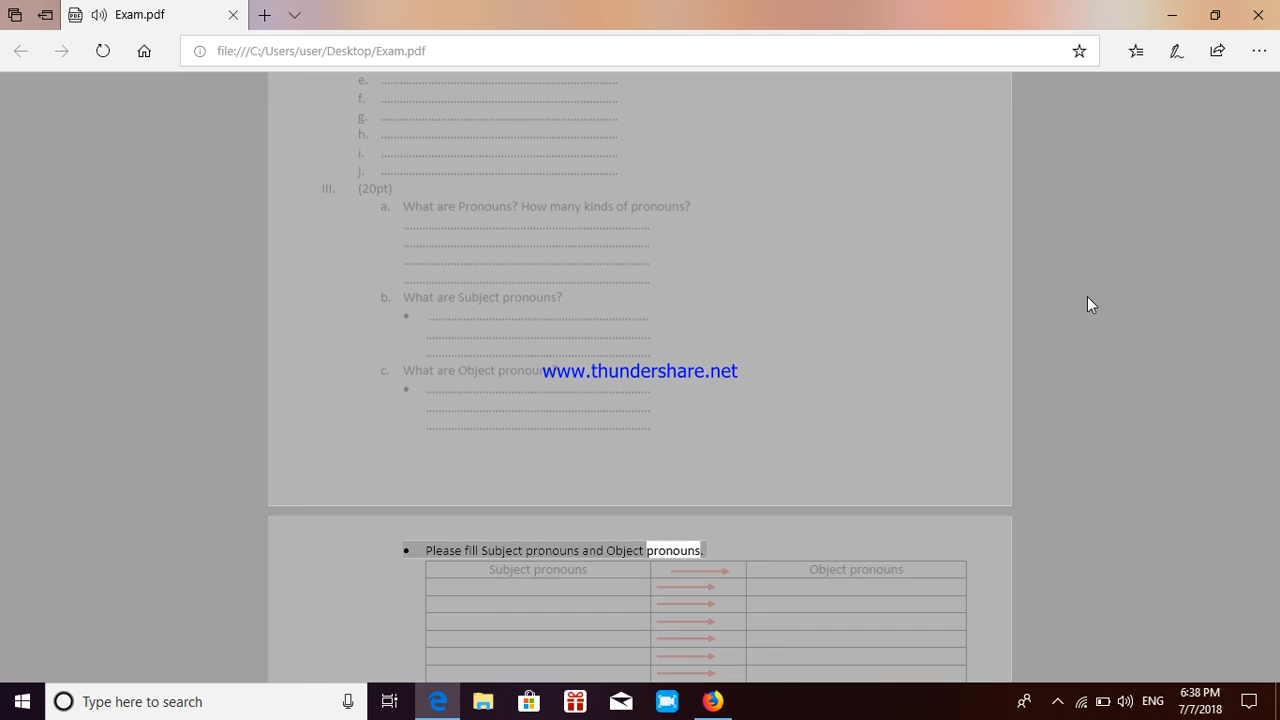 Exam.pdf
file:///C:/Users/user/Desktop/Exam.pdf
e. ........................................................................
f. ........................................................................
g. ........................................................................
h. ........................................................................
i. ........................................................................
j. ........................................................................
III. (20pt)
a. What are Pronouns? How many kinds of pronouns?
........................................................................
........................................................................
........................................................................
........................................................................
b. What are Subject pronouns?
• ........................................................................
........................................................................
........................................................................
c. What are Object pronoun
www.thundershare.net
• ........................................................................
........................................................................
........................................................................
• Please fill Subject pronouns and Object pronouns.
Subject pronouns Object pronouns
Type here to search
ENG
6:38 PM
7/7/2018